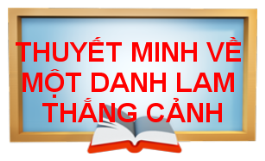 THUYẾT MINH VỀ
MỘT DANH LAM
THẮNG CẢNH